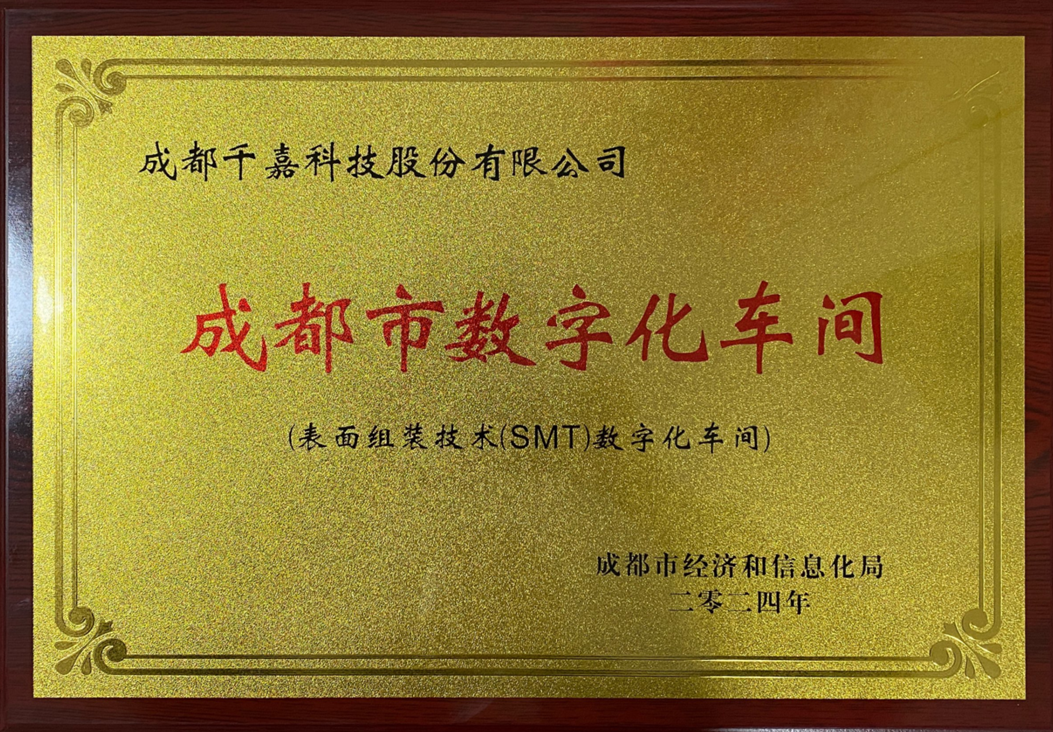 成都千嘉科技股份有限公司
成都市数字化车间
(表面组装技术(SMT)数字化车间)
成都市经济和信息化局
二零二四年